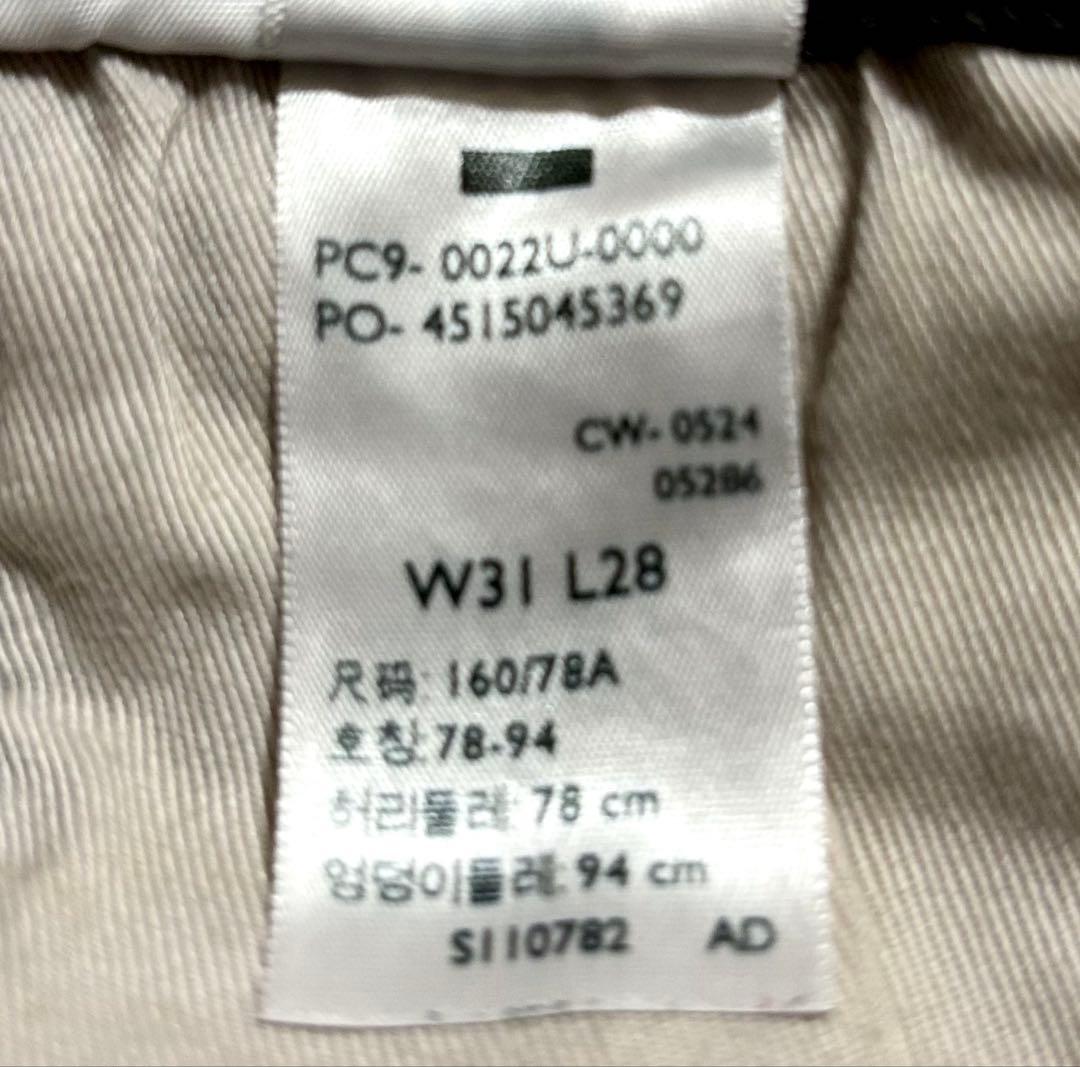 PC9- 0022U-0000
PO- 4515045369
CW- 0524
05286
W31 L28
尺码: 160/78A
호칭: 78-94
허리둘레: 78 cm
엉덩이둘레: 94 cm
S110782 AD